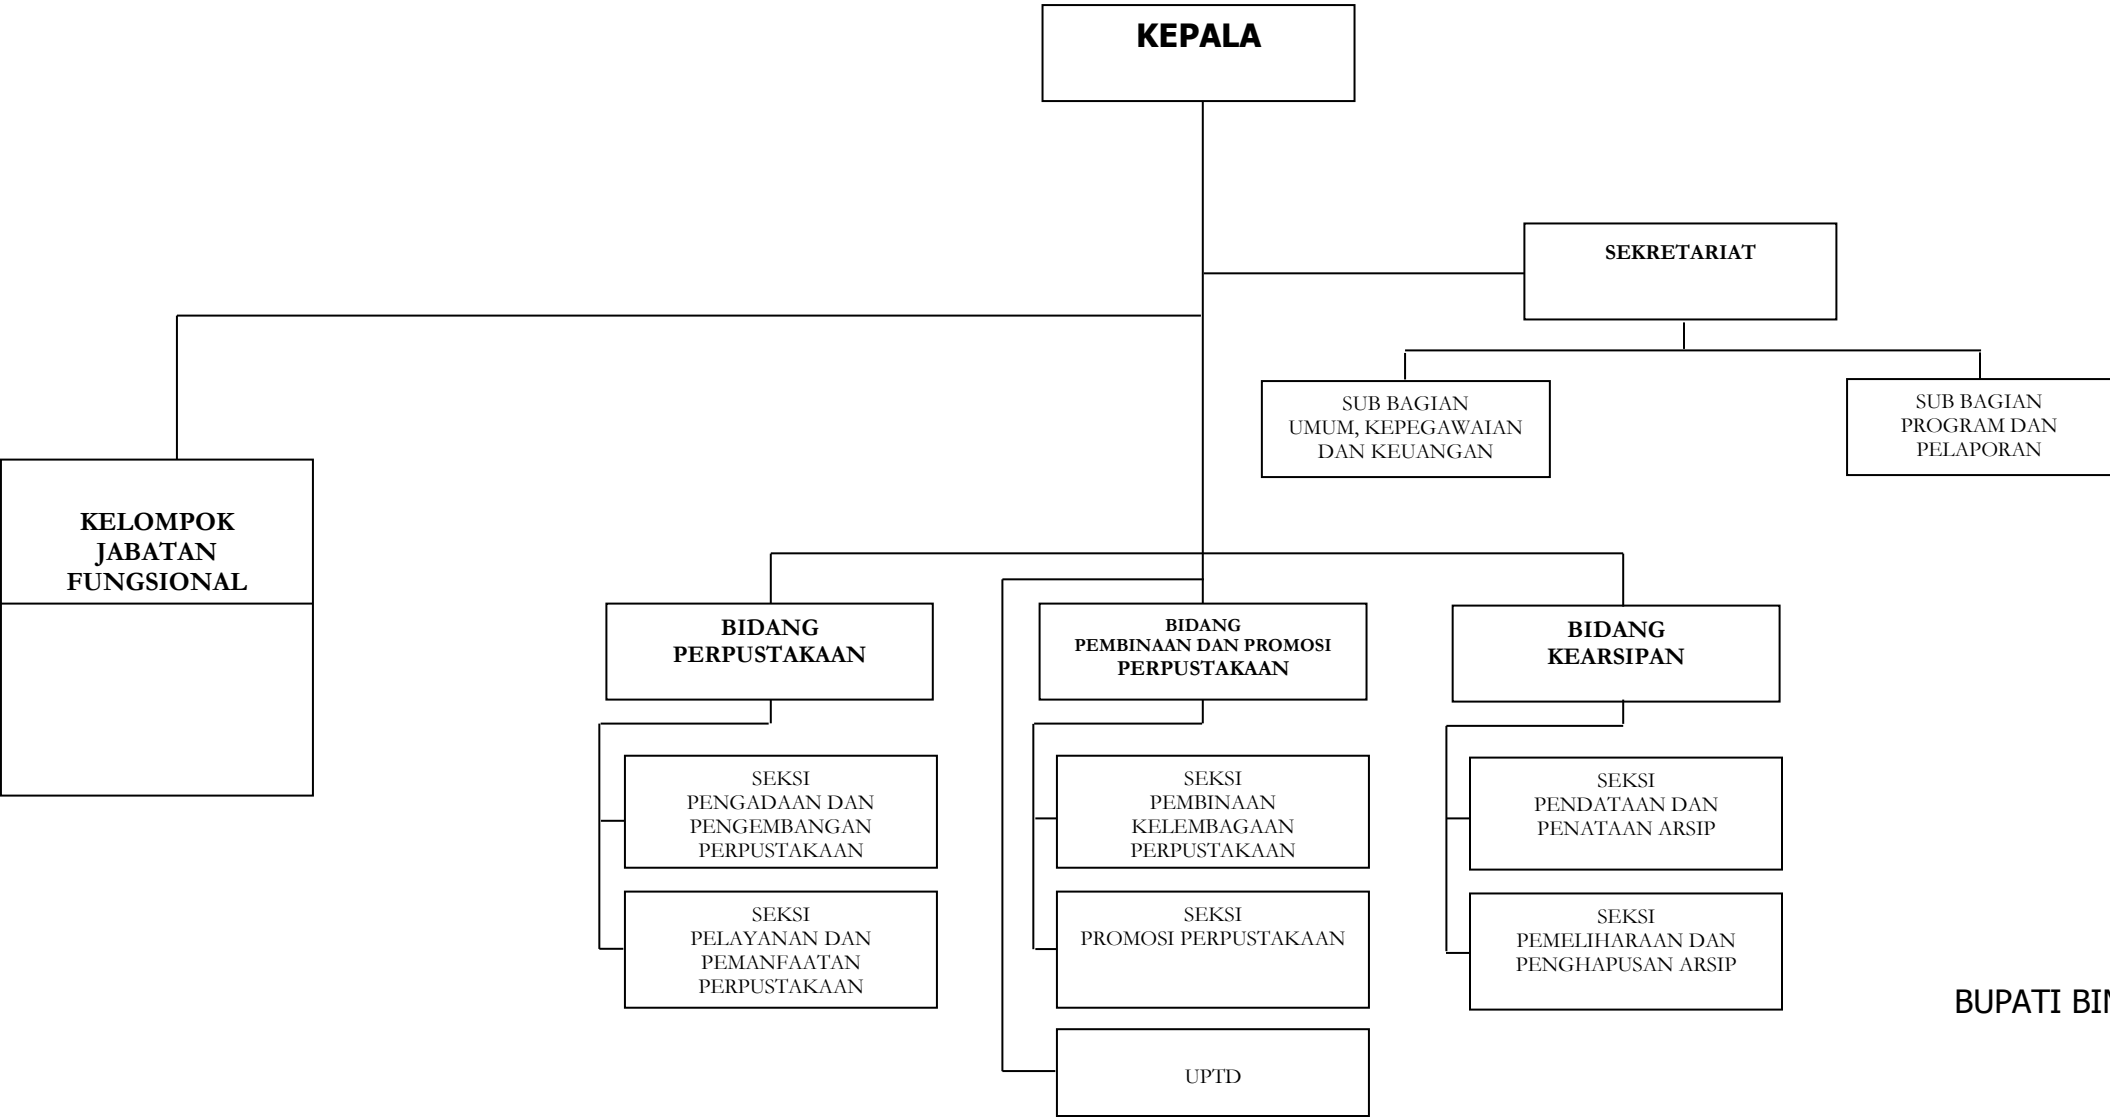 KEPALA
SEKRETARIAT
SUB BAGIAN
UMUM, KEPEGAWAIAN
DAN KEUANGAN
SUB BAGIAN
PROGRAM DAN
PELAPORAN
KELOMPOK
JABATAN
FUNGSIONAL
BIDANG
PERPUSTAKAAN
BIDANG
PEMBINAAN DAN PROMOSI
PERPUSTAKAAN
BIDANG
KEARSIPAN
SEKSI
PENGADAAN DAN
PENGEMBANGAN
PERPUSTAKAAN
SEKSI
PEMBINAAN
KELEMBAGAAN
PERPUSTAKAAN
SEKSI
PENDATAAN DAN
PENATAAN ARSIP
SEKSI
PELAYANAN DAN
PEMANFAATAN
PERPUSTAKAAN
SEKSI
PROMOSI PERPUSTAKAAN
SEKSI
PEMELIHARAAN DAN
PENGHAPUSAN ARSIP
BUPATI
UPTD